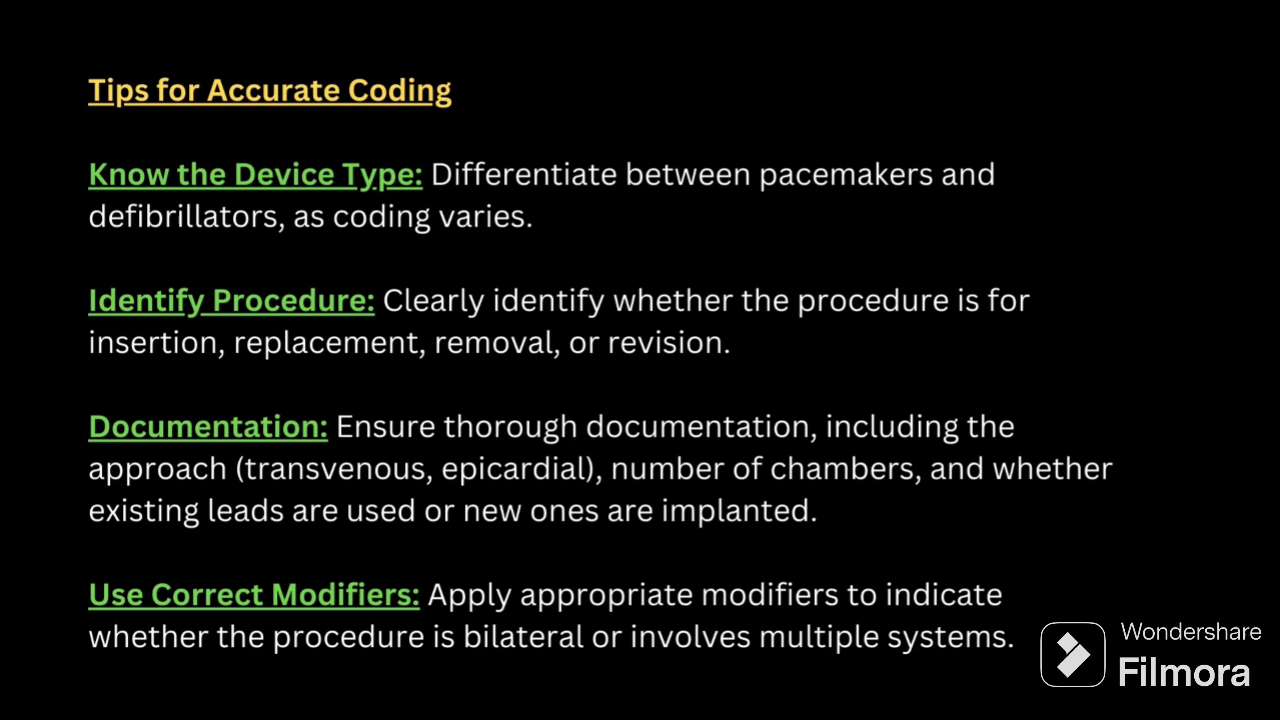 Tips for Accurate Coding
Know the Device Type: Differentiate between pacemakers and
defibrillators, as coding varies.
Identify Procedure: Clearly identify whether the procedure is for
insertion, replacement, removal, or revision.
Documentation: Ensure thorough documentation, including the
approach (transvenous, epicardial), number of chambers, and whether
existing leads are used or new ones are implanted.
Use Correct Modifiers: Apply appropriate modifiers to indicate
whether the procedure is bilateral or involves multiple systems.
Wondershare
Filmora